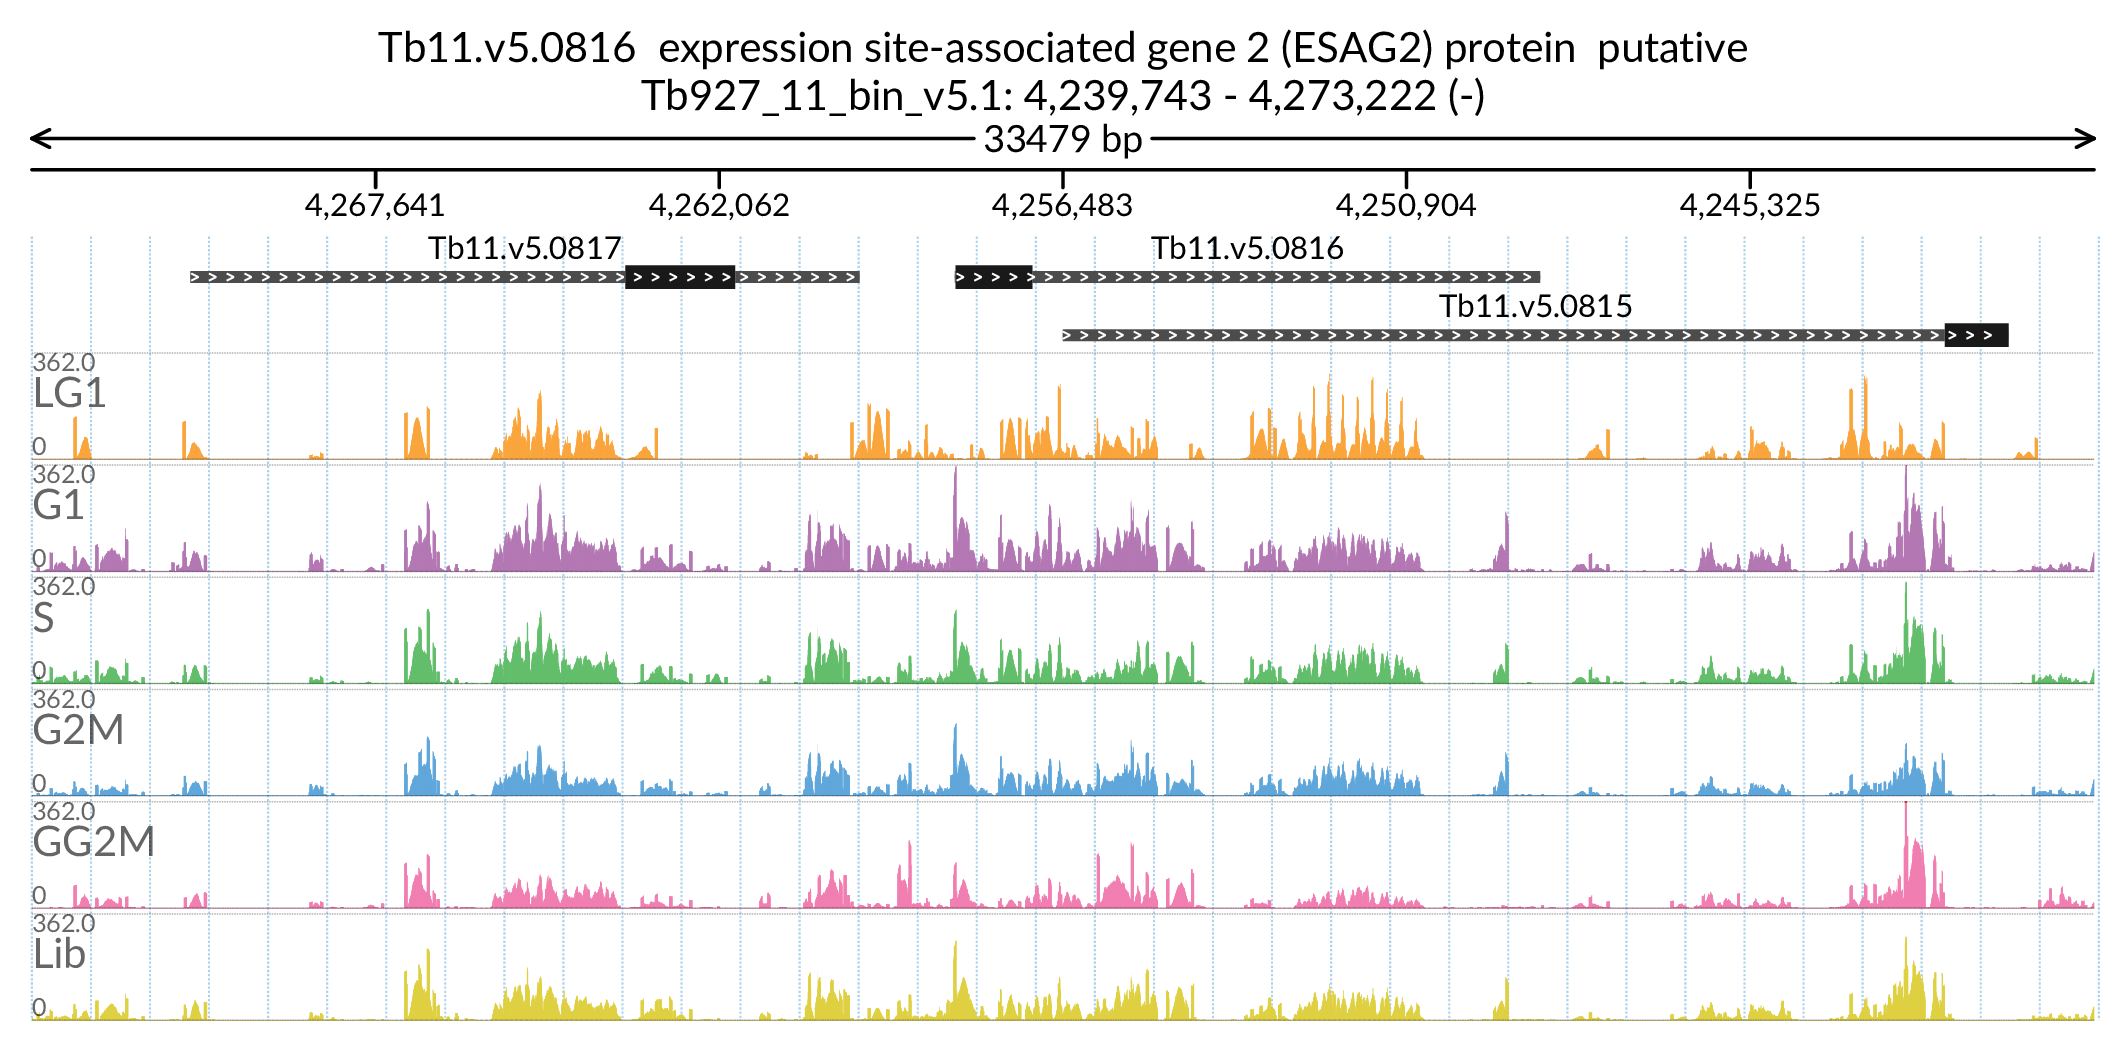 Tb11.v5.0816 expression site-associated gene 2 (ESAG2) protein putative
Tb927_11_bin_v5.1: 4,239,743 - 4,273,222 (-)
33479 bp
4,267,641 4,262,062 4,256,483 4,250,904 4,245,325
Tb11.v5.0817 Tb11.v5.0816
Tb11.v5.0815
362.0
LG1
0
362.0
G1
0
362.0
S
0
362.0
G2M
0
362.0
GG2M
0
362.0
Lib
0